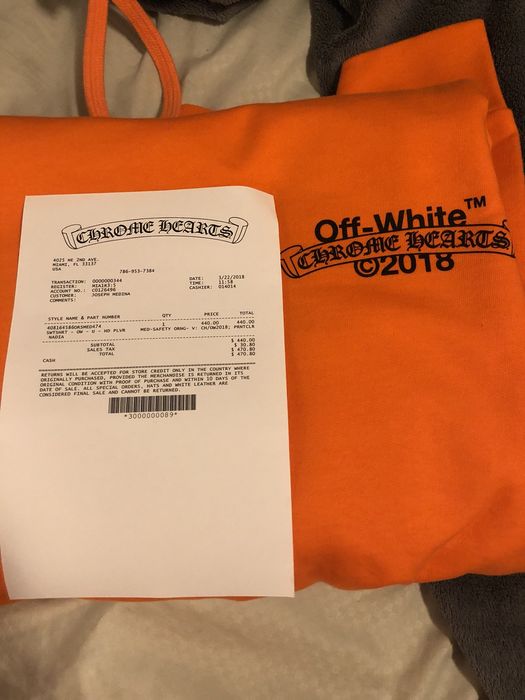 CHROME HEARTS
4025 NE 2ND AVE.
MIAMI, FL 33137
USA
786-953-7384
TRANSACTION: 0000000344
REGISTER: MIAIK3:5
ACCOUNT NO.: C0126496
CUSTOMER: JOSEPH MEDINA
COMMENTS:
DATE: 1/22/2018
TIME: 11:58
CASHIER: 014014
STYLE NAME & PART NUMBER QTY PRICE TOTAL
4081645860ASMED474 1 440.00 440.00
SWTSHRT - OW - U - HD PLVR MED-SAFETY ORNG- V: CH/OW2018; PRNTCLR
NADIA
SUBTOTAL $ 440.00
SALES TAX $ 30.80
TOTAL $ 470.80
CASH $ 470.80
RETURNS WILL BE ACCEPTED FOR STORE CREDIT ONLY IN THE COUNTRY WHERE
ORIGINALLY PURCHASED, PROVIDED THE MERCHANDISE IS RETURNED IN ITS
ORIGINAL CONDITION WITH PROOF OF PURCHASE AND WITHIN 10 DAYS OF THE
DATE OF SALE. ALL SPECIAL ORDERS, HATS AND WHITE LEATHER ARE
CONSIDERED FINAL SALE AND CANNOT BE RETURNED.
*3000000089*
Off-White™
CHROME HEARTS
©2018